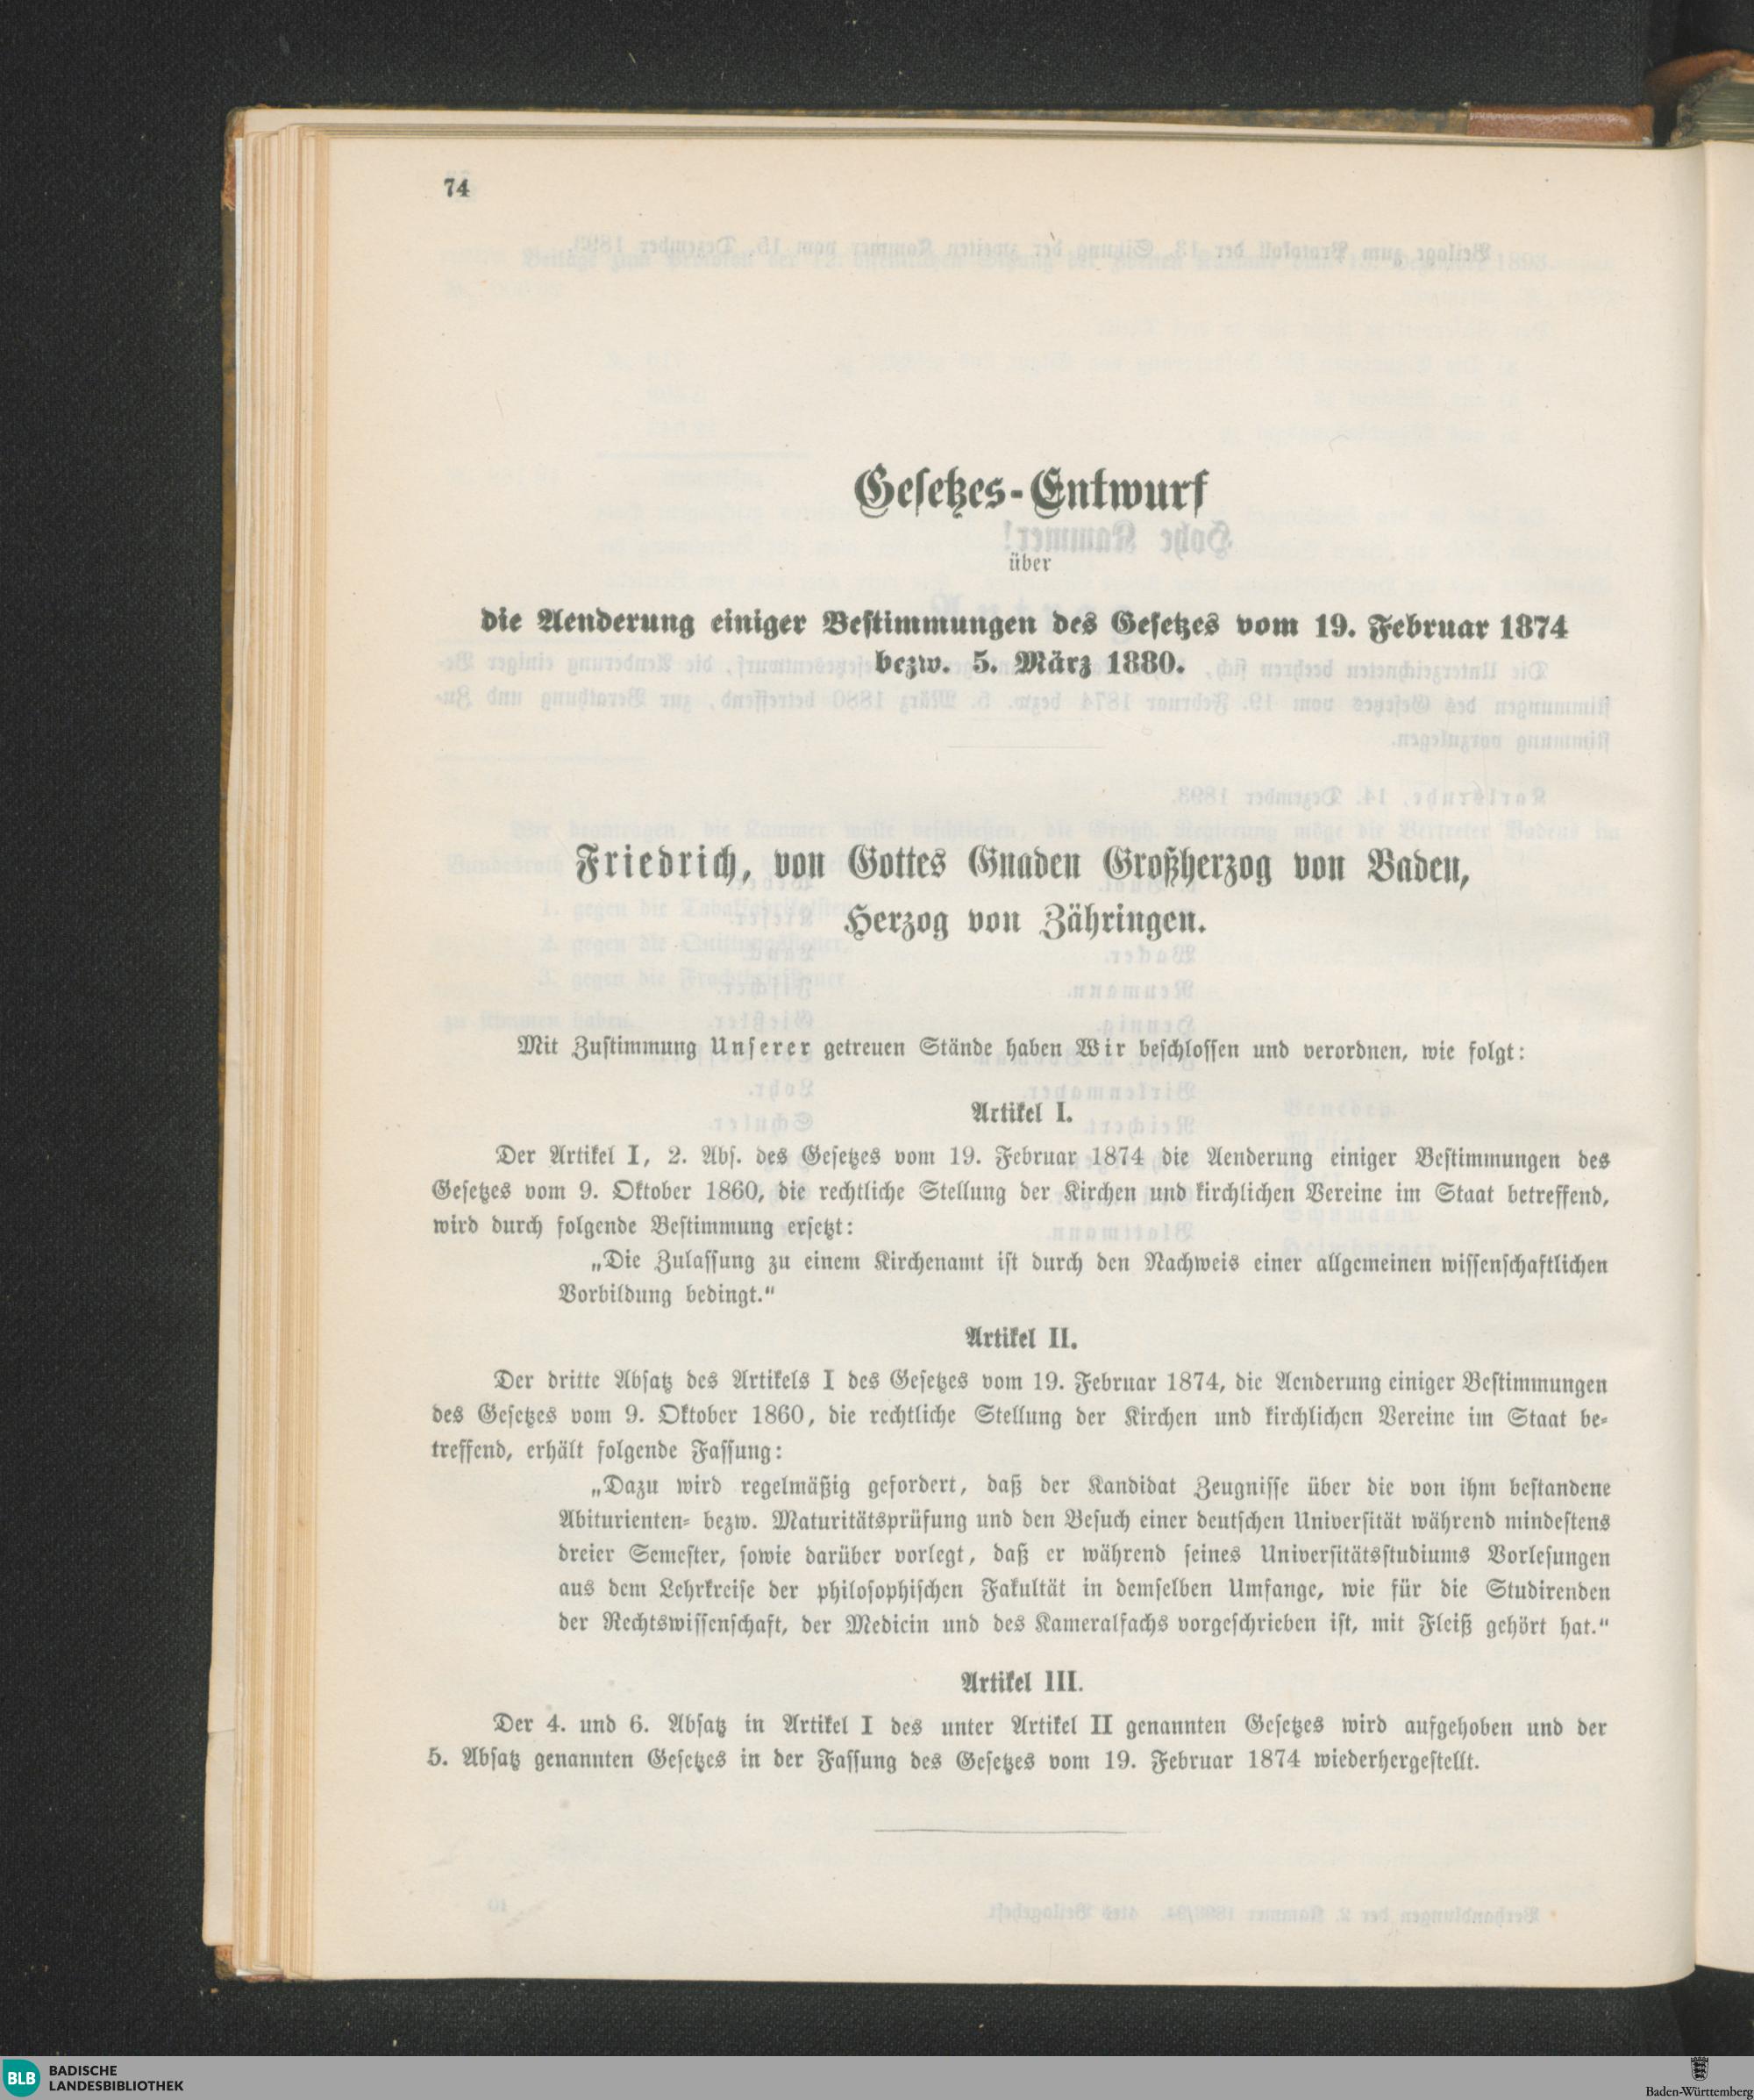 74
Gesetzes-Entwurf
über
die Aenderung einiger Bestimmungen des Gesetzes vom 19. Februar 1874
bezw. 5. März 1880.
Friedrich, von Gottes Gnaden Großherzog von Baden,
Herzog von Zähringen.
Mit Zustimmung Unserer getreuen Stände haben Wir beschlossen und verordnen, wie folgt:
Artikel I.
Der Artikel I, 2. Abs. des Gesetzes vom 19. Februar 1874 die Aenderung einiger Bestimmungen des
Gesetzes vom 9. Oktober 1860, die rechtliche Stellung der Kirchen und kirchlichen Vereine im Staat betreffend,
wird durch folgende Bestimmung ersetzt:
„Die Zulassung zu einem Kirchenamt ist durch den Nachweis einer allgemeinen wissenschaftlichen
Vorbildung bedingt.“
Artikel II.
Der dritte Absatz des Artikels I des Gesetzes vom 19. Februar 1874, die Aenderung einiger Bestimmungen
des Gesetzes vom 9. Oktober 1860, die rechtliche Stellung der Kirchen und kirchlichen Vereine im Staat be-
treffend, erhält folgende Fassung:
„Dazu wird regelmäßig gefordert, daß der Kandidat Zeugnisse über die von ihm bestandene
Abiturienten- bezw. Maturitätsprüfung und den Besuch einer deutschen Universität während mindestens
dreier Semester, sowie darüber vorlegt, daß er während seines Universitätsstudiums Vorlesungen
aus dem Lehrkreise der philosophischen Fakultät in demselben Umfange, wie für die Studirenden
der Rechtswissenschaft, der Medicin und des Kameralfachs vorgeschrieben ist, mit Fleiß gehört hat.“
Artikel III.
Der 4. und 6. Absatz in Artikel I des unter Artikel II genannten Gesetzes wird aufgehoben und der
5. Absatz genannten Gesetzes in der Fassung des Gesetzes vom 19. Februar 1874 wiederhergestellt.
BLB BADISCHE
LANDESBIBLIOTHEK
Baden-Württemberg